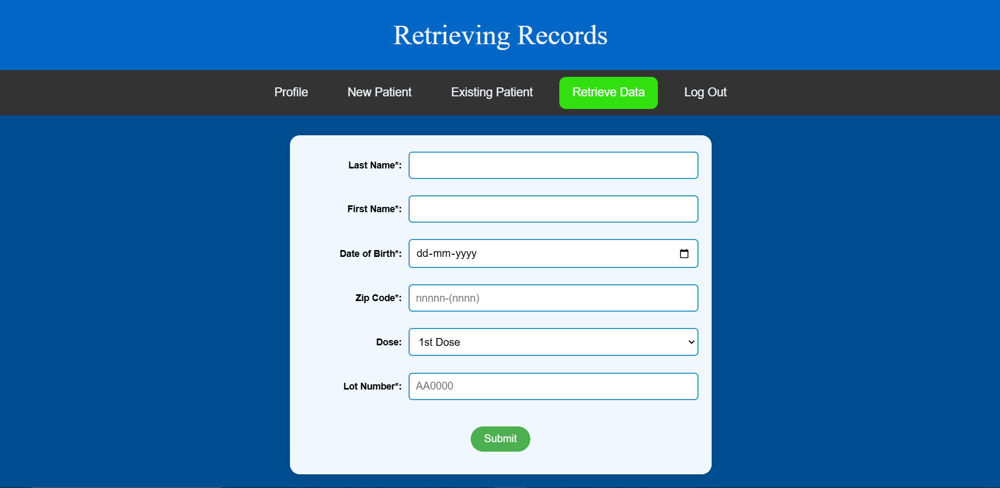 Retrieving Records
Profile New Patient Existing Patient Retrieve Data Log Out
Last Name*:
First Name*:
Date of Birth*: dd-mm-yyyy
Zip Code*: nnnnn-(nnnn)
Dose: 1st Dose
Lot Number*: AA0000
Submit